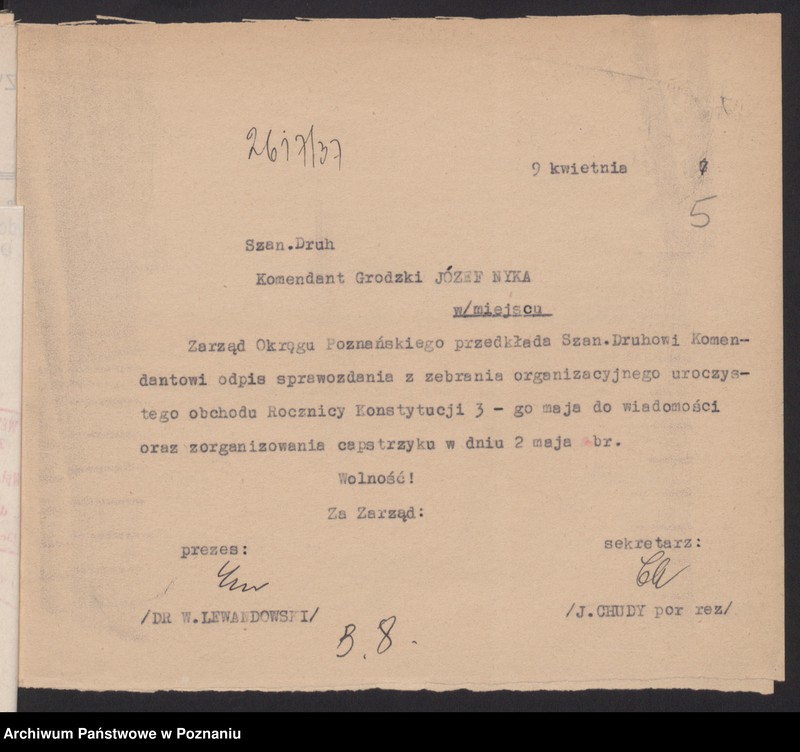 2617/37
9 kwietnia 7
5
Szan.Druh
Komendant Grodzki JÓZEF NYKA
w/miejscu
Zarząd Okręgu Poznańskiego przedkłada Szan.Druhowi Komen-
dantowi odpis sprawozdania z zebrania organizacyjnego uroczys-
tego obchodu Rocznicy Konstytucji 3 - go maja do wiadomości
oraz zorganizowania capstrzyku w dniu 2 maja br.
Wolność!
Za Zarząd:
prezes: sekretarz:
/DR W.LEWANDOWSKI/ /J.CHUDY por rez/
B. 8.
Archiwum Państwowe w Poznaniu